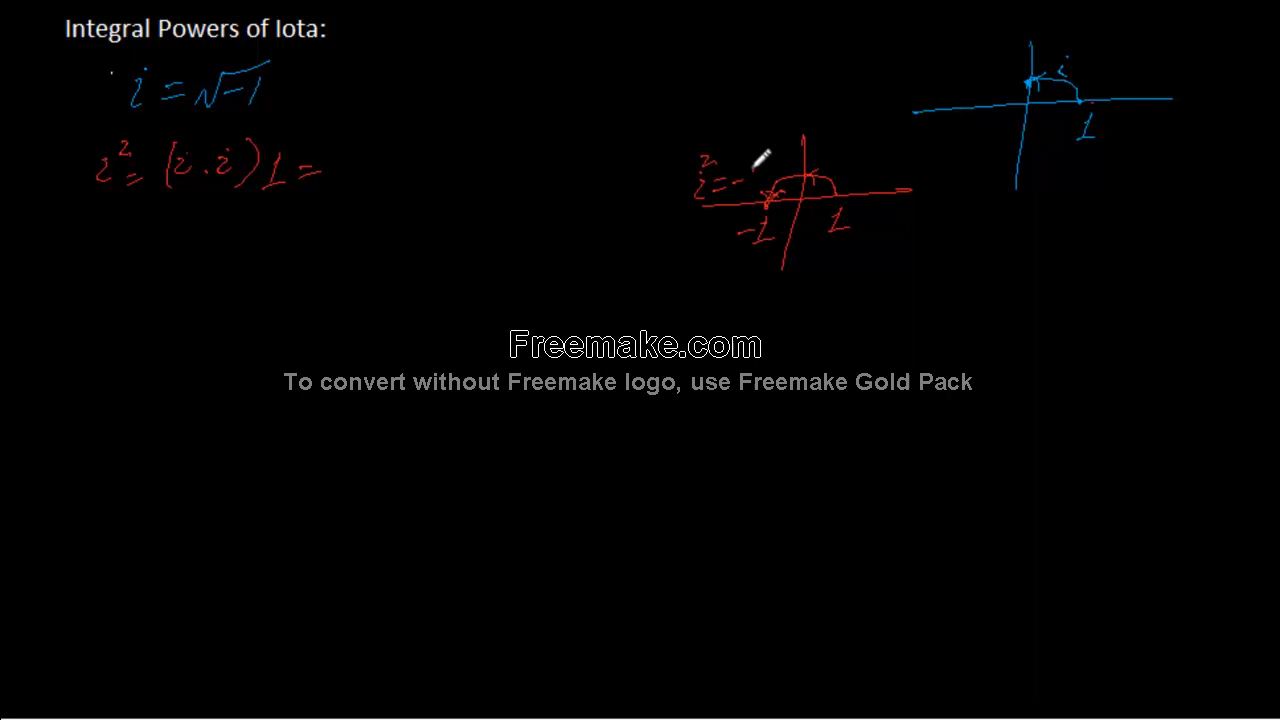 Integral Powers of Iota:
i = √-1
i² = (i . i) 1 =
i
1
i² = -
-1
1
Freemake.com
To convert without Freemake logo, use Freemake Gold Pack